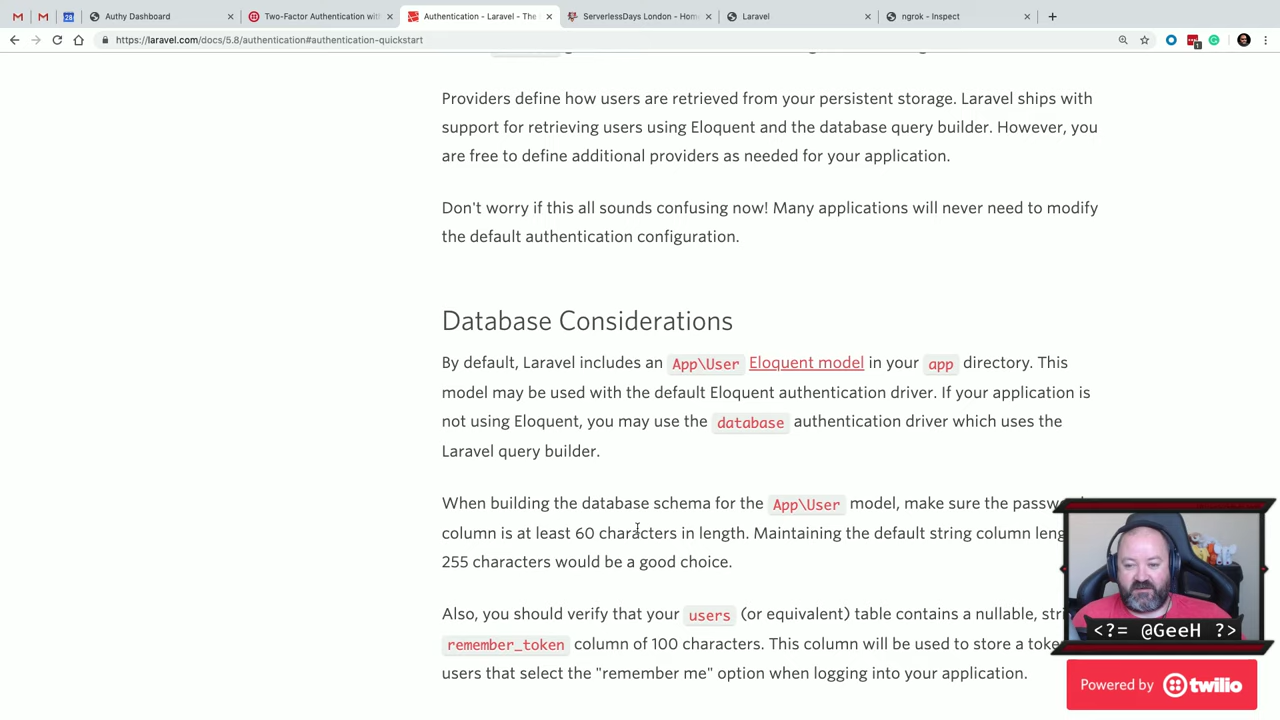 Authy Dashboard
Two-Factor Authentication with
Authentication - Laravel - The
ServerlessDays London - Hom
Laravel
ngrok - Inspect
https://laravel.com/docs/5.8/authentication#authentication-quickstart
Providers define how users are retrieved from your persistent storage. Laravel ships with
support for retrieving users using Eloquent and the database query builder. However, you
are free to define additional providers as needed for your application.
Don't worry if this all sounds confusing now! Many applications will never need to modify
the default authentication configuration.
Database Considerations
By default, Laravel includes an App\User Eloquent model in your app directory. This
model may be used with the default Eloquent authentication driver. If your application is
not using Eloquent, you may use the database authentication driver which uses the
Laravel query builder.
When building the database schema for the App\User model, make sure the password
column is at least 60 characters in length. Maintaining the default string column leng
255 characters would be a good choice.
Also, you should verify that your users (or equivalent) table contains a nullable, stri
remember_token column of 100 characters. This column will be used to store a toke
users that select the "remember me" option when logging into your application.
<?= @GeeH ?>
Powered by twilio